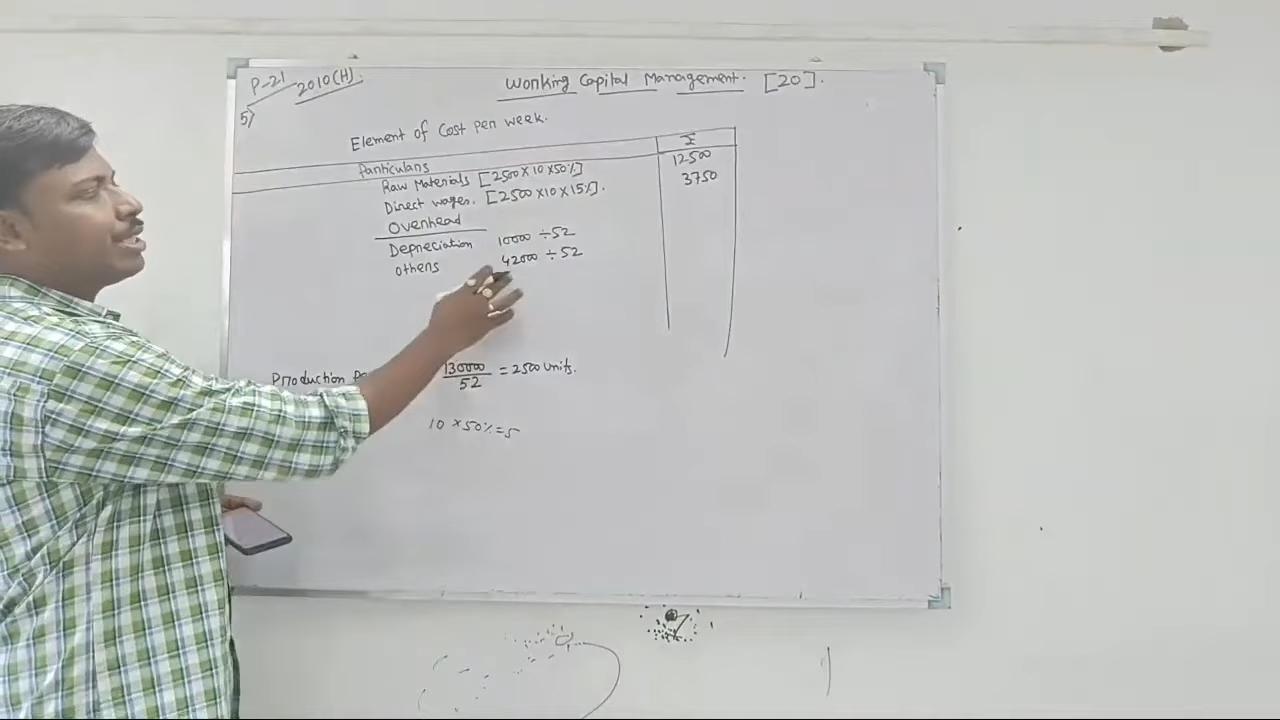 P-21 2010(H).
Working Capital Management. [20].
5)
Element of Cost per week.
Particulars ₹
Raw Materials [2500 x 10 x 50%] 12500
Direct wages. [2500 x 10 x 15%]. 3750
Overhead
Depreciation 10000 ÷ 52
Others 42000 ÷ 52
Production 130000/52 = 2500 units.
10 x 50% = 5